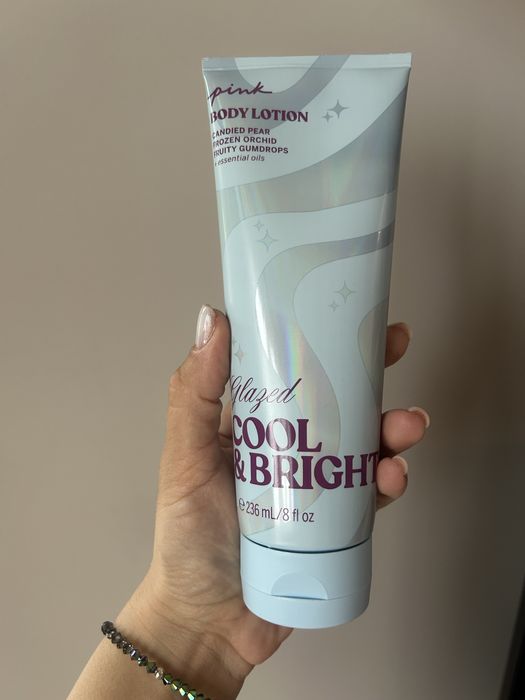 pink
BODY LOTION
CANDIED PEAR
FROZEN ORCHID
FRUITY GUMDROPS
+ essential oils
Glazed
COOL
& BRIGHT
℮ 236 mL/8 fl oz